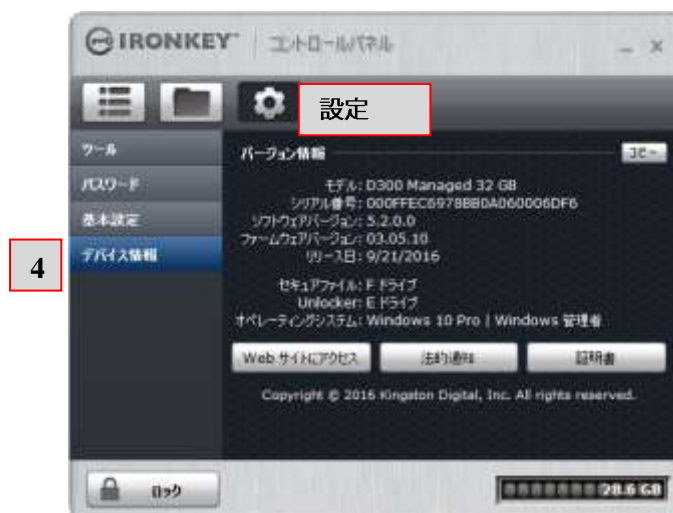 IRONKEY™ コントロールパネル
設定
ツール
パスワード
基本設定
4
デバイス情報
バージョン情報
コピー
モデル: D300 Managed 32 GB
シリアル番号: 000FFEC6978BB0A060006DF6
ソフトウェアバージョン: 5.2.0.0
ファームウェアバージョン: 03.05.10
リリース日: 9/21/2016
セキュアファイル: F ドライブ
Unlocker: E ドライブ
オペレーティングシステム: Windows 10 Pro | Windows 管理者
Web サイトにアクセス
法的通知
証明書
Copyright © 2016 Kingston Digital, Inc. All rights reserved.
ロック
28.6 GB